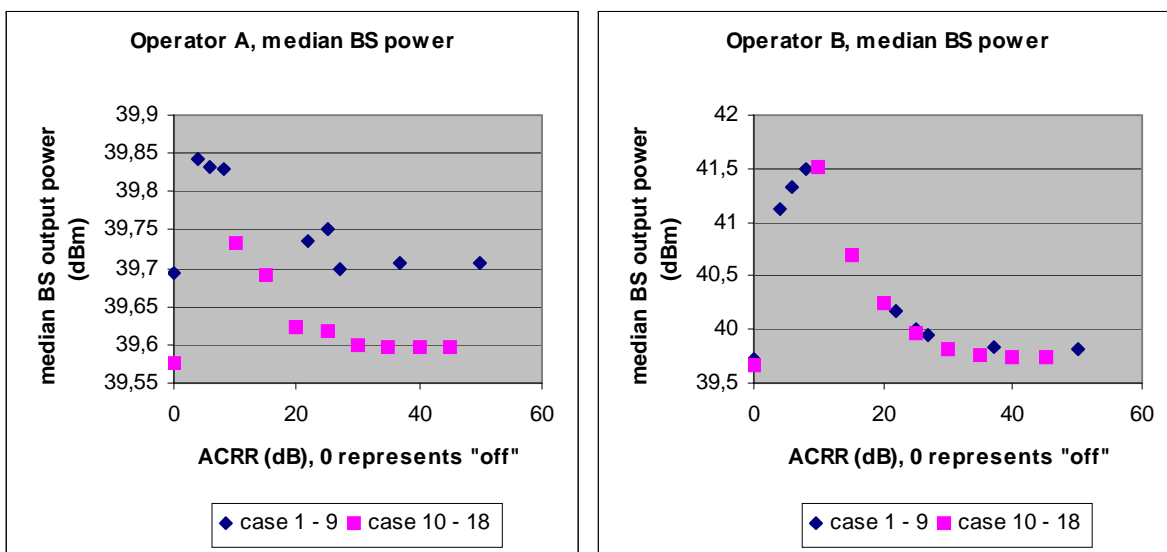 Operator A, median BS power
median BS output power
(dBm)
39,9
39,85
39,8
39,75
39,7
39,65
39,6
39,55
0
20
40
60
ACRR (dB), 0 represents "off"
case 1 - 9
case 10 - 18
Operator B, median BS power
median BS output power
(dBm)
42
41,5
41
40,5
40
39,5
0
20
40
60
ACRR (dB), 0 represents "off"
case 1 - 9
case 10 - 18